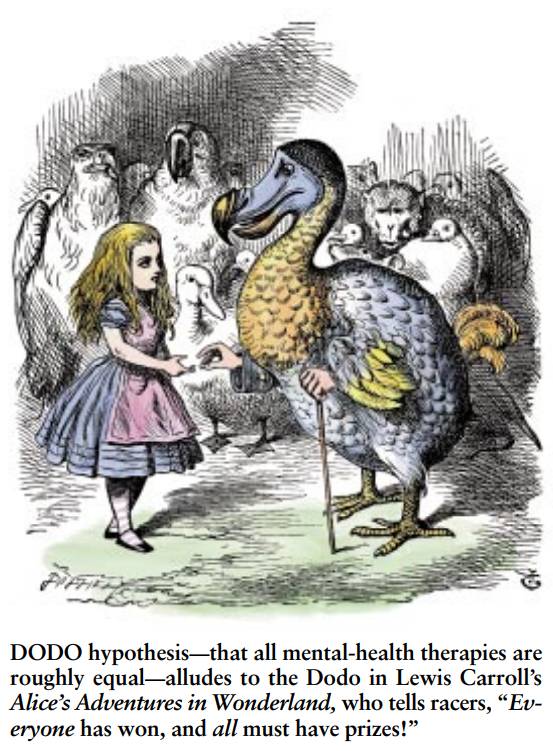 DODO hypothesis—that all mental-health therapies are
roughly equal—alludes to the Dodo in Lewis Carroll’s
Alice’s Adventures in Wonderland, who tells racers, “Ev-
eryone has won, and all must have prizes!”